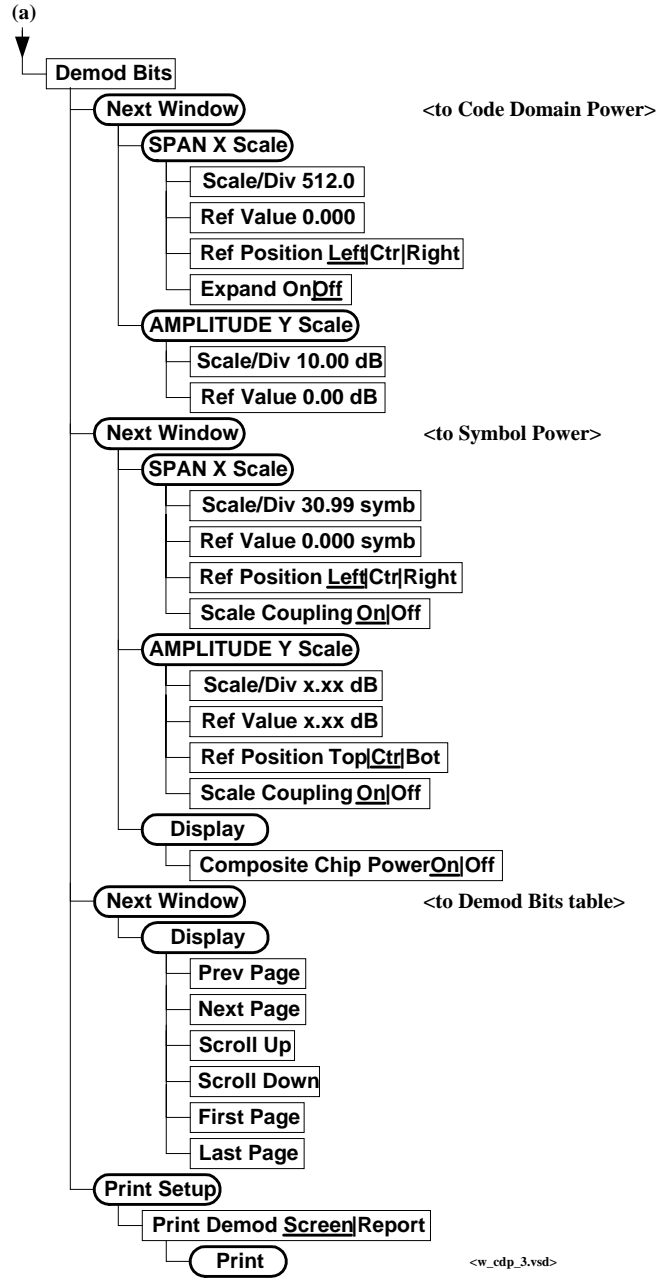 (a)
Demod Bits
Next Window <to Code Domain Power>
SPAN X Scale
Scale/Div 512.0
Ref Value 0.000
Ref Position Left|Ctr|Right
Expand On|Off
AMPLITUDE Y Scale
Scale/Div 10.00 dB
Ref Value 0.00 dB
Next Window <to Symbol Power>
SPAN X Scale
Scale/Div 30.99 symb
Ref Value 0.000 symb
Ref Position Left|Ctr|Right
Scale Coupling On|Off
AMPLITUDE Y Scale
Scale/Div x.xx dB
Ref Value x.xx dB
Ref Position Top|Ctr|Bot
Scale Coupling On|Off
Display
Composite Chip Power On|Off
Next Window <to Demod Bits table>
Display
Prev Page
Next Page
Scroll Up
Scroll Down
First Page
Last Page
Print Setup
Print Demod Screen|Report
Print <w_cdp_3.vsd>